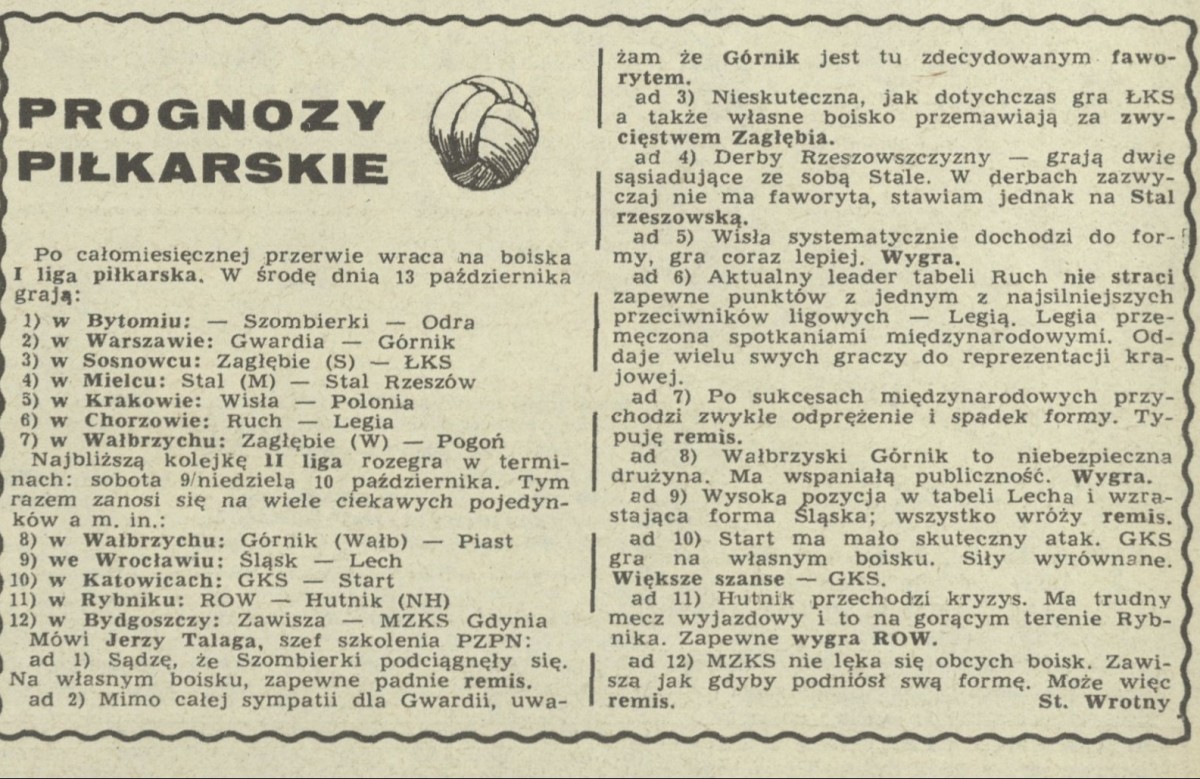 PROGNOZY
PIŁKARSKIE
Po całomiesięcznej przerwie wraca na boiska
I liga piłkarska. W środę dnia 13 października
grają:
1) w Bytomiu: — Szombierki — Odra
2) w Warszawie: Gwardia — Górnik
3) w Sosnowcu: Zagłębie (S) — ŁKS
4) w Mielcu: Stal (M) — Stal Rzeszów
5) w Krakowie: Wisła — Polonia
6) w Chorzowie: Ruch — Legia
7) w Wałbrzychu: Zagłębie (W) — Pogoń
Najbliższą kolejkę II liga rozegra w termi-
nach: sobota 9/niedziela 10 października. Tym
razem zanosi się na wiele ciekawych pojedyn-
ków a m. in.:
8) w Wałbrzychu: Górnik (Wałb) — Piast
9) we Wrocławiu: Śląsk — Lech
10) w Katowicach: GKS — Start
11) w Rybniku: ROW — Hutnik (NH)
12) w Bydgoszczy: Zawisza — MZKS Gdynia
Mówi Jerzy Talaga, szef szkolenia PZPN:
ad 1) Sądzę, że Szombierki podciągnęły się.
Na własnym boisku, zapewne padnie remis.
ad 2) Mimo całej sympatii dla Gwardii, uwa-
żam że Górnik jest tu zdecydowanym fawo-
rytem.
ad 3) Nieskuteczna, jak dotychczas gra ŁKS
a także własne boisko przemawiają za zwy-
cięstwem Zagłębia.
ad 4) Derby Rzeszowszczyzny — grają dwie
sąsiadujące ze sobą Stale. W derbach zazwy-
czaj nie ma faworyta, stawiam jednak na Stal
rzeszowską.
ad 5) Wisła systematycznie dochodzi do for-
my, gra coraz lepiej. Wygra.
ad 6) Aktualny leader tabeli Ruch nie straci
zapewne punktów z jednym z najsilniejszych
przeciwników ligowych — Legią. Legia prze-
męczona spotkaniami międzynarodowymi. Od-
daje wielu swych graczy do reprezentacji kra-
jowej.
ad 7) Po sukcesach międzynarodowych przy-
chodzi zwykle odprężenie i spadek formy. Ty-
puję remis.
ad 8) Wałbrzyski Górnik to niebezpieczna
drużyna. Ma wspaniałą publiczność. Wygra.
ad 9) Wysoka pozycja w tabeli Lecha i wzra-
stająca forma Śląska; wszystko wróży remis.
ad 10) Start ma mało skuteczny atak. GKS
gra na własnym boisku. Siły wyrównane.
Większe szanse — GKS.
ad 11) Hutnik przechodzi kryzys. Ma trudny
mecz wyjazdowy i to na gorącym terenie Ryb-
nika. Zapewne wygra ROW.
ad 12) MZKS nie lęka się obcych boisk. Zawi-
sza jak gdyby podniósł swą formę. Może więc
remis. St. Wrotny